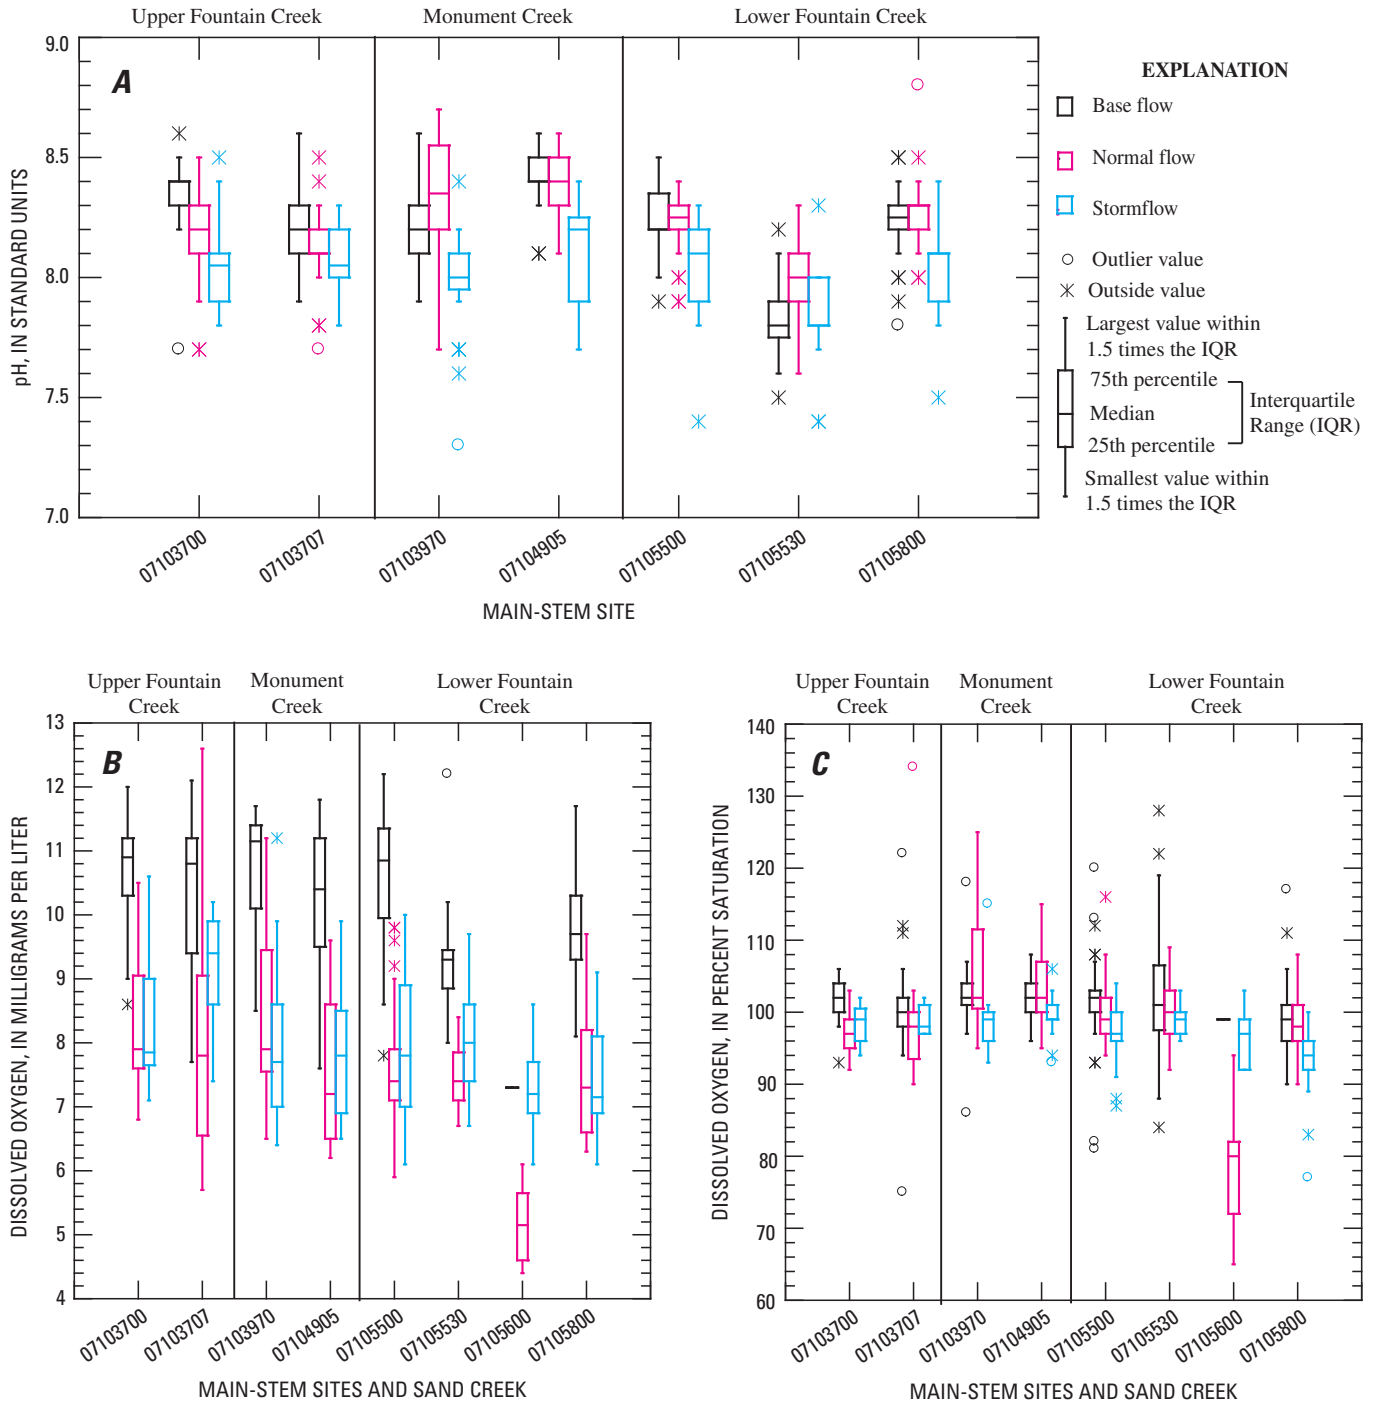 Upper Fountain Creek Monument Creek Lower Fountain Creek
A
9.0
8.5
8.0
7.5
7.0
pH, IN STANDARD UNITS
07103700 07103707 07103970 07104905 07105500 07105530 07105800
MAIN-STEM SITE
EXPLANATION
Base flow
Normal flow
Stormflow
Outlier value
Outside value
Largest value within
1.5 times the IQR
75th percentile
Median
25th percentile
Interquartile
Range (IQR)
Smallest value within
1.5 times the IQR
Upper Fountain
Creek
Monument
Creek
Lower Fountain
Creek
B
13
12
11
10
9
8
7
6
5
4
DISSOLVED OXYGEN, IN MILLIGRAMS PER LITER
07103700 07103707 07103970 07104905 07105500 07105530 07105600 07105800
MAIN-STEM SITES AND SAND CREEK
Upper Fountain
Creek
Monument
Creek
Lower Fountain
Creek
C
140
130
120
110
100
90
80
70
60
DISSOLVED OXYGEN, IN PERCENT SATURATION
07103700 07103707 07103970 07104905 07105500 07105530 07105600 07105800
MAIN-STEM SITES AND SAND CREEK